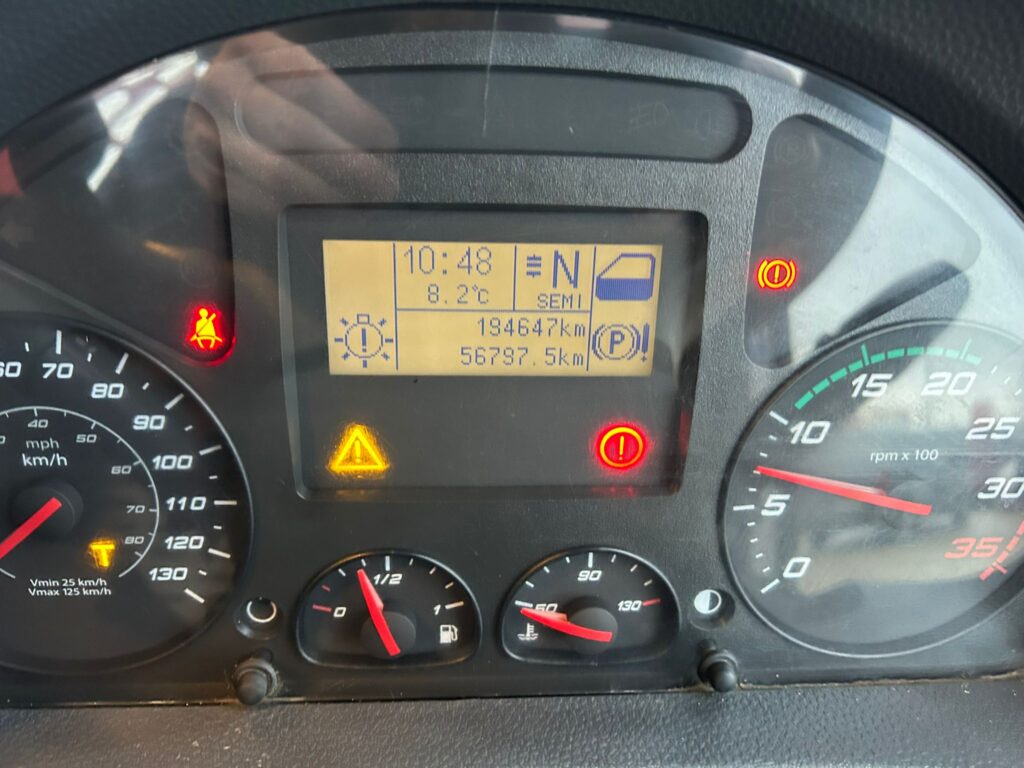 10:48
8.2°C
N
SEMI
194647km
56797.5km
P
!
!
!
!
60 70 80 90 100 110 120 130
40 50 60 70 80
mph
km/h
T
Vmin 25 km/h
Vmax 125 km/h
0 1/2 1
50 90 130
0 5 10 15 20 25 30 35
rpm x 100